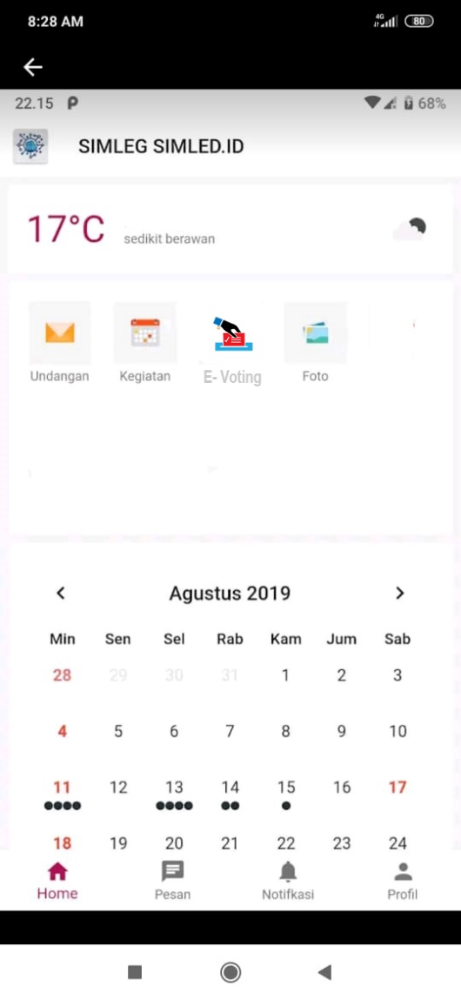 8:28 AM 4G 80
22.15 68%
SIMLEG SIMLED.ID
17°C sedikit berawan
Undangan Kegiatan E- Voting Foto
Agustus 2019
Min Sen Sel Rab Kam Jum Sab
28 29 30 31 1 2 3
4 5 6 7 8 9 10
11 12 13 14 15 16 17
18 19 20 21 22 23 24
Home Pesan Notifkasi Profil